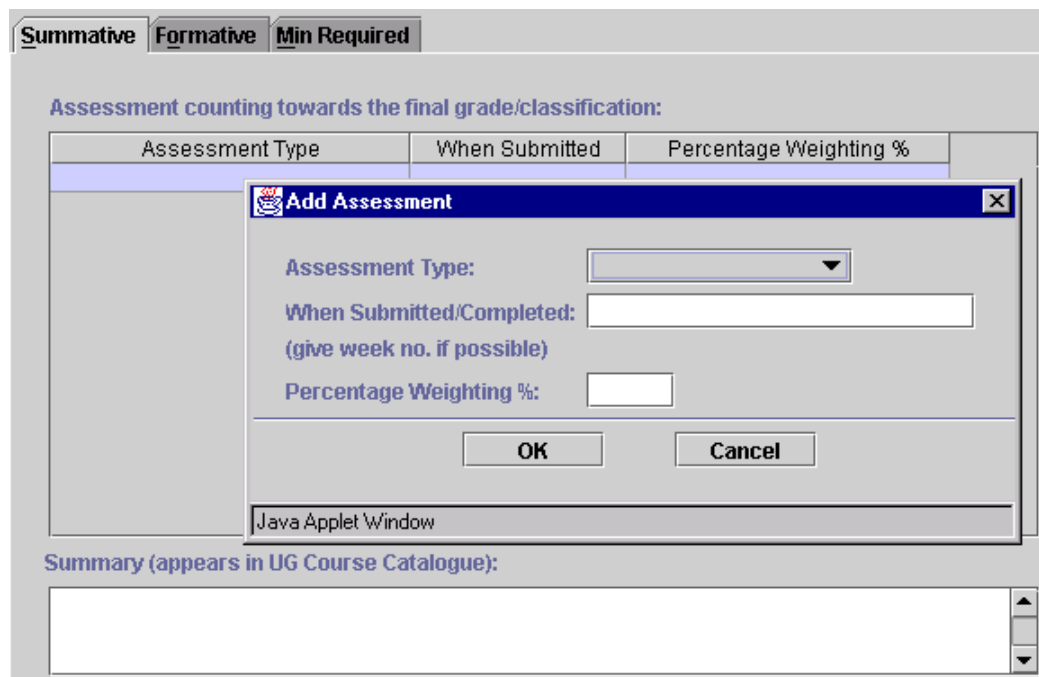 Summative Formative Min Required
Assessment counting towards the final grade/classification:
Assessment Type When Submitted Percentage Weighting %
Add Assessment
Assessment Type:
When Submitted/Completed:
(give week no. if possible)
Percentage Weighting %:
OK Cancel
Java Applet Window
Summary (appears in UG Course Catalogue):